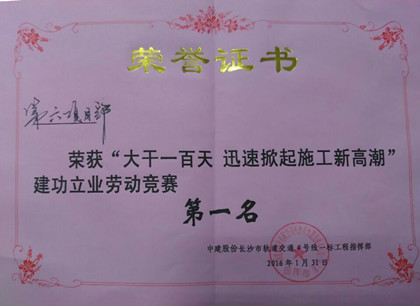 荣誉证书
第六项目部
荣获“大干一百天 迅速掀起施工新高潮”
建功立业劳动竞赛
第一名
中建股份长沙市轨道交通4号线一标工程指挥部
2016年1月31日